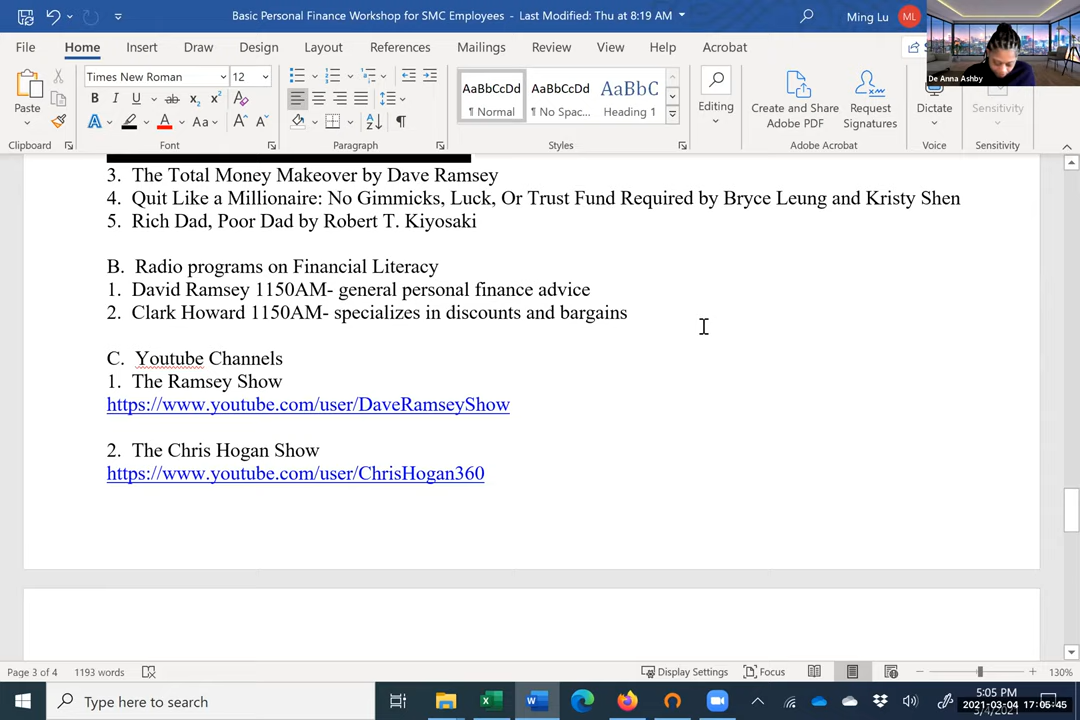 Basic Personal Finance Workshop for SMC Employees - Last Modified: Thu at 8:19 AM
Ming Lu
ML
De Anna Ashby
File Home Insert Draw Design Layout References Mailings Review View Help Acrobat
Times New Roman 12
Paste
Clipboard
Font
Paragraph
AaBbCcDd AaBbCcDd AaBbC
¶ Normal ¶ No Spac... Heading 1
Styles
Editing
Create and Share Adobe PDF
Request Signatures
Adobe Acrobat
Dictate
Voice
Sensitivity
Sensitivity
3. The Total Money Makeover by Dave Ramsey
4. Quit Like a Millionaire: No Gimmicks, Luck, Or Trust Fund Required by Bryce Leung and Kristy Shen
5. Rich Dad, Poor Dad by Robert T. Kiyosaki
B. Radio programs on Financial Literacy
1. David Ramsey 1150AM- general personal finance advice
2. Clark Howard 1150AM- specializes in discounts and bargains
C. Youtube Channels
1. The Ramsey Show
https://www.youtube.com/user/DaveRamseyShow
2. The Chris Hogan Show
https://www.youtube.com/user/ChrisHogan360
Page 3 of 4 1193 words Display Settings Focus 130%
Type here to search
5:05 PM
2021-03-04 17:05:45